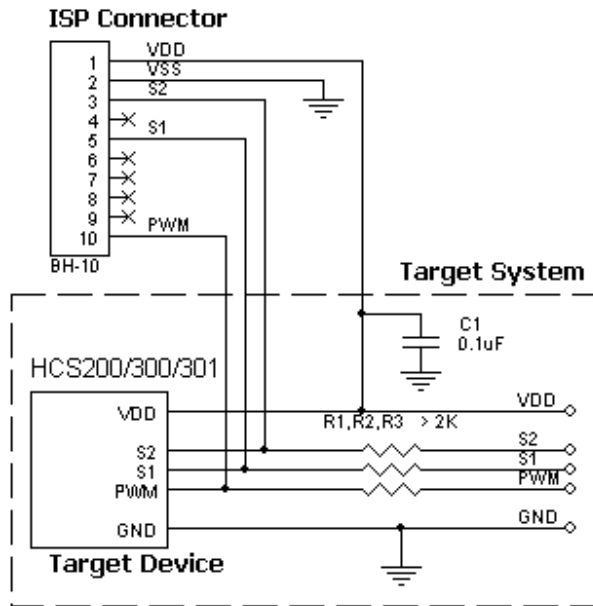 ISP Connector
VDD
1
VSS
2
S2
3
4
S1
5
6
7
8
9
PWM
10
BH-10
Target System
C1
0.1uF
HCS200/300/301
VDD
R1,R2,R3 > 2K
VDD
S2
S2
S1
S1
PWM
PWM
GND
GND
Target Device